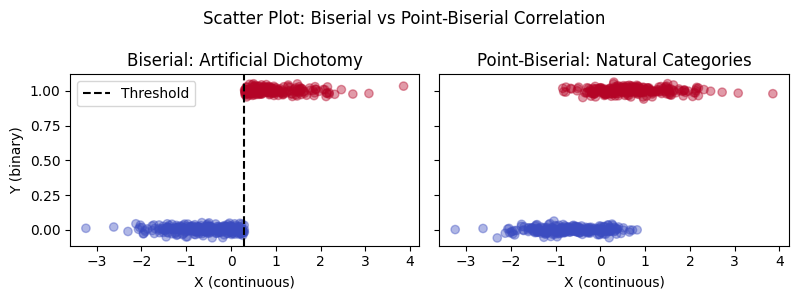 Scatter Plot: Biserial vs Point-Biserial Correlation
Biserial: Artificial Dichotomy
Point-Biserial: Natural Categories
Threshold
Y (binary)
1.00
0.75
0.50
0.25
0.00
−3 −2 −1 0 1 2 3 4
−3 −2 −1 0 1 2 3 4
X (continuous)
X (continuous)